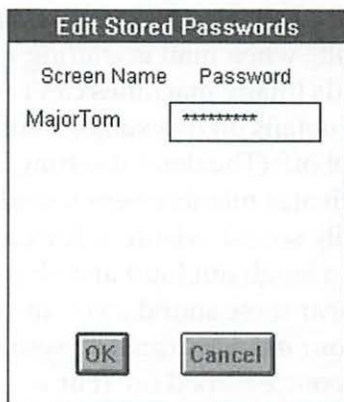 Edit Stored Passwords
Screen Name Password
MajorTom *********
OK Cancel